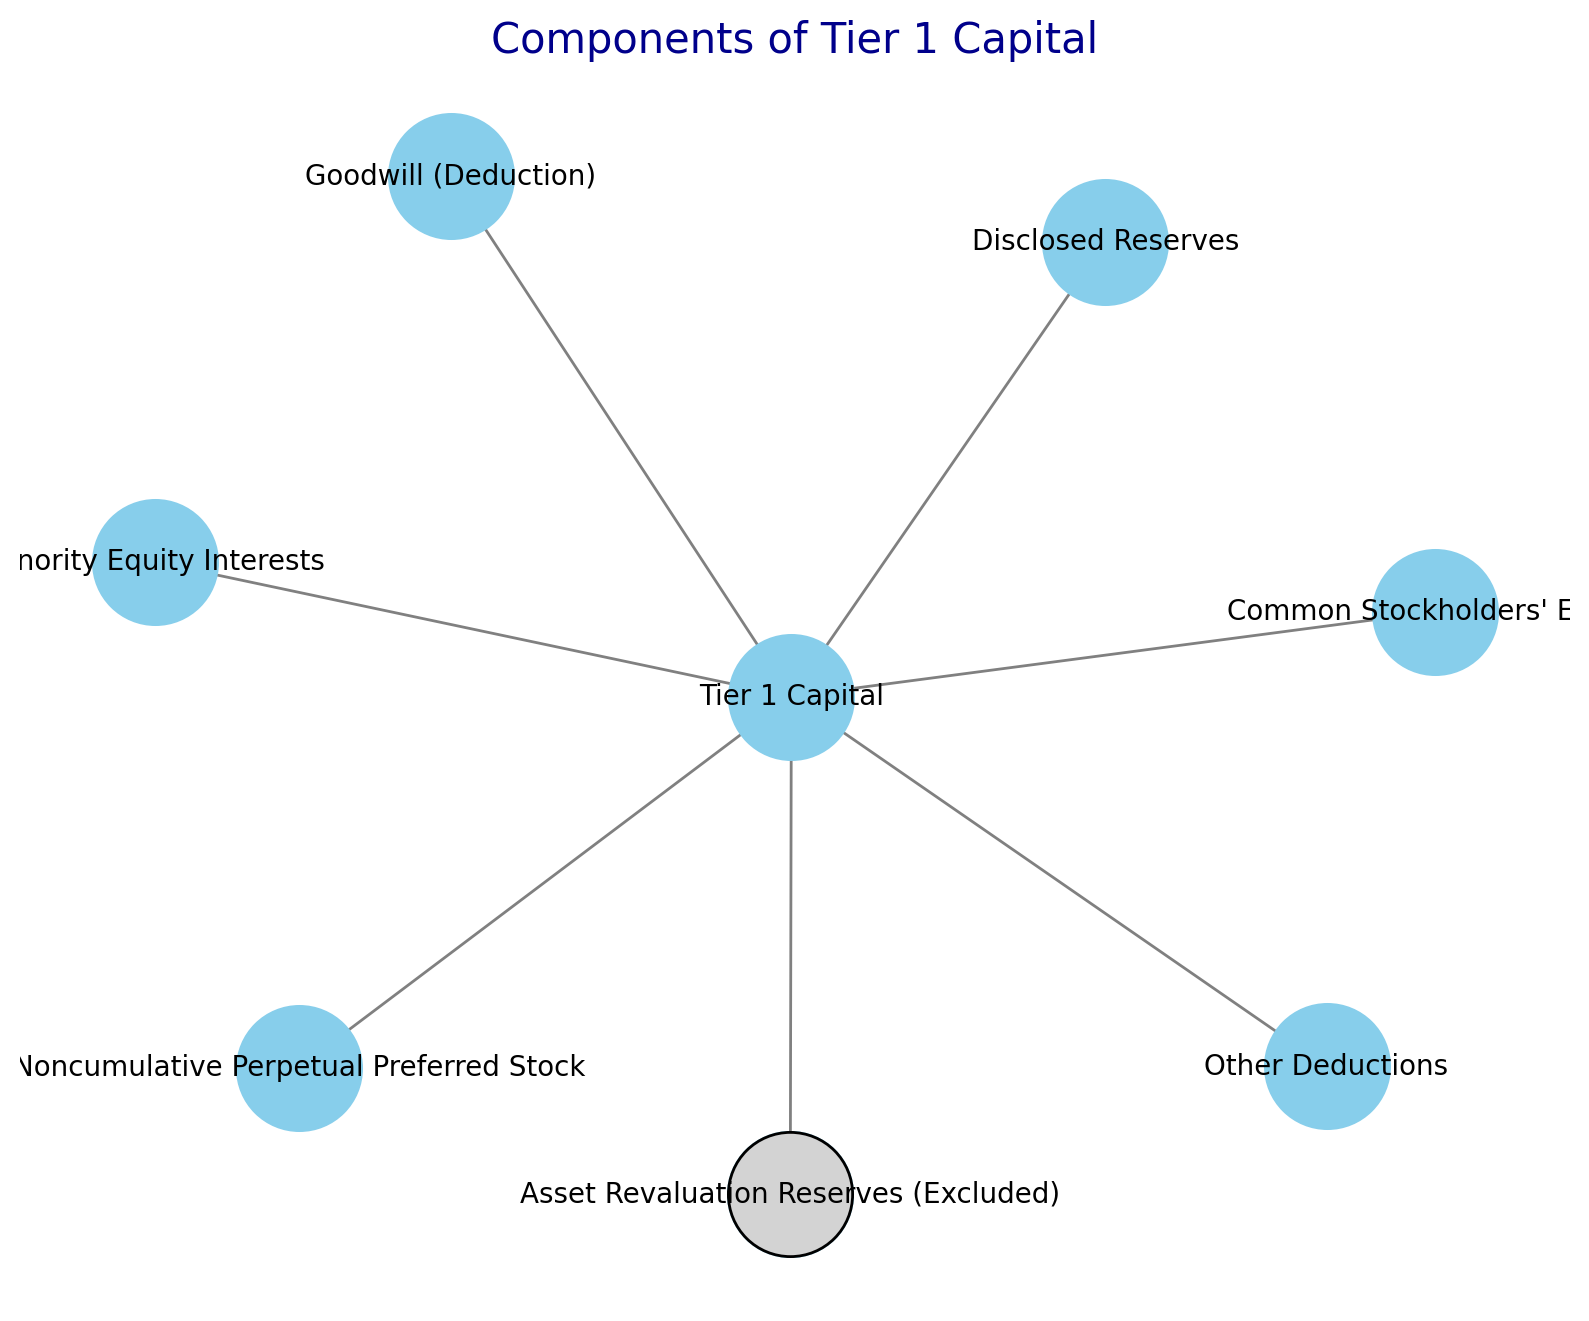 Components of Tier 1 Capital
Goodwill (Deduction)
Disclosed Reserves
nority Equity Interests
Common Stockholders' E
Tier 1 Capital
Noncumulative Perpetual Preferred Stock
Other Deductions
Asset Revaluation Reserves (Excluded)